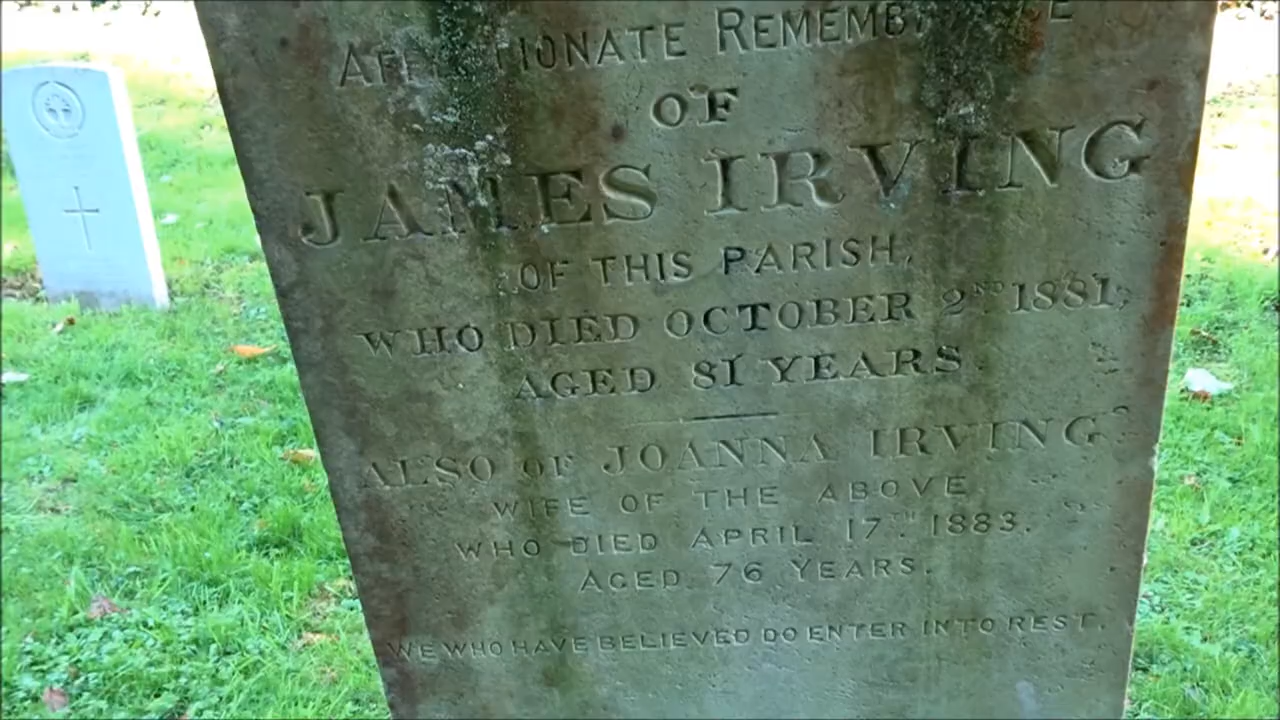 AFFECTIONATE REMEMBRANCE
OF
JAMES IRVING
OF THIS PARISH,
WHO DIED OCTOBER 2ND 1881,
AGED 81 YEARS.
ALSO OF JOANNA IRVING
WIFE OF THE ABOVE
WHO DIED APRIL 17TH 1883.
AGED 76 YEARS.
WE WHO HAVE BELIEVED DO ENTER INTO REST.